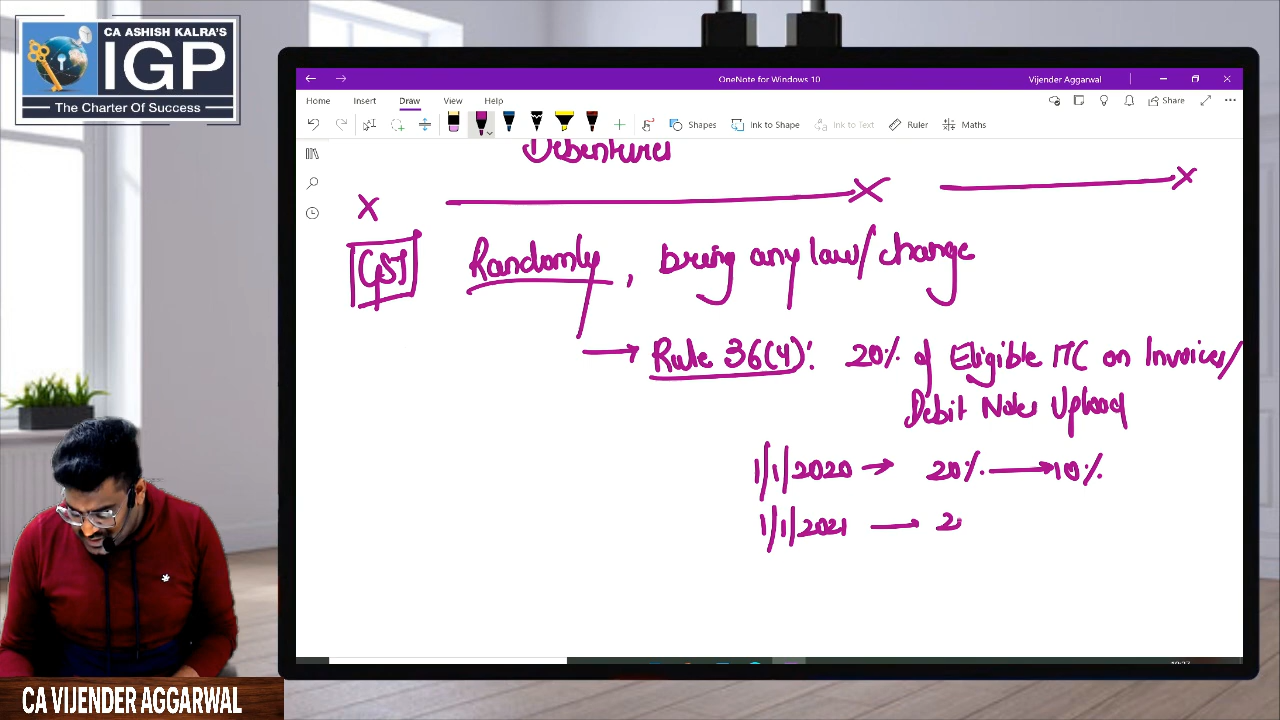 CA ASHISH KALRA'S
IGP
The Charter Of Success
OneNote for Windows 10
Vijender Aggarwal
Home Insert Draw View Help
Share
Shapes Ink to Shape Ink to Text Ruler Maths
Debentures
X X X
GST Randomly, bring any law/change
→ Rule 36(4): 20% of Eligible ITC on Invoices/
Debit Notes Upload
1/1/2020 → 20% → 10%
1/1/2021 → 2
CA VIJENDER AGGARWAL